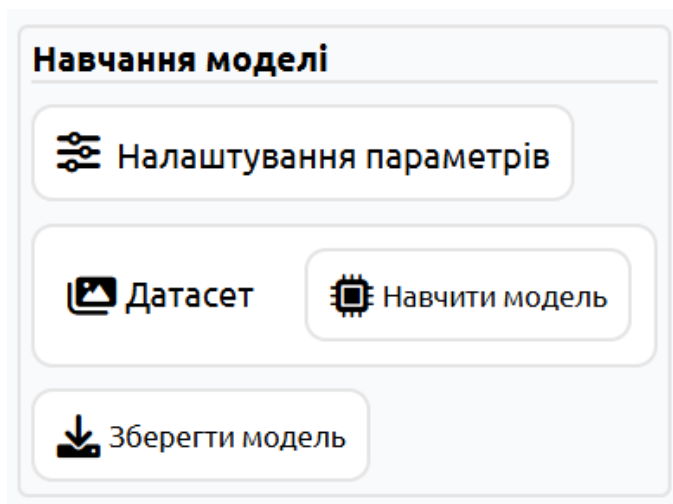 Навчання моделі
Налаштування параметрів
Датасет
Навчити модель
Зберегти модель